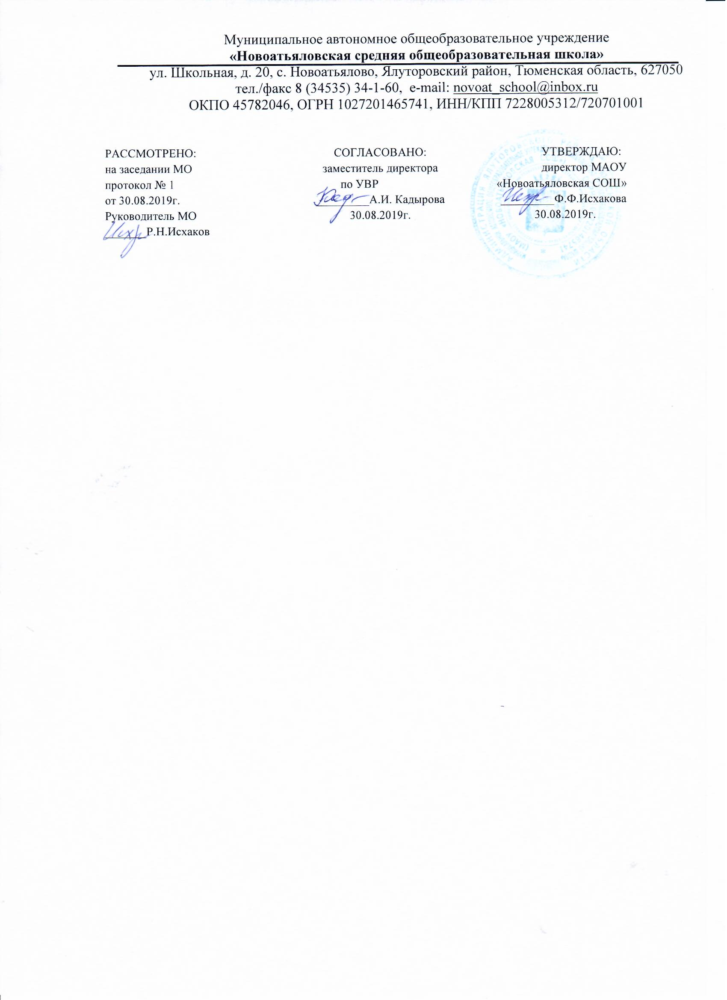 Муниципальное автономное общеобразовательное учреждение
«Новоатьяловская средняя общеобразовательная школа»
ул. Школьная, д. 20, с. Новоатьялово, Ялуторовский район, Тюменская область, 627050
тел./факс 8 (34535) 34-1-60, e-mail: novoat_school@inbox.ru
ОКПО 45782046, ОГРН 1027201465741, ИНН/КПП 7228005312/720701001
РАССМОТРЕНО:
на заседании МО
протокол № 1
от 30.08.2019г.
Руководитель МО
Р.Н.Исхаков
СОГЛАСОВАНО:
заместитель директора
по УВР
А.И. Кадырова
30.08.2019г.
УТВЕРЖДАЮ:
директор МАОУ
«Новоатьяловская СОШ»
Ф.Ф.Исхакова
30.08.2019г.